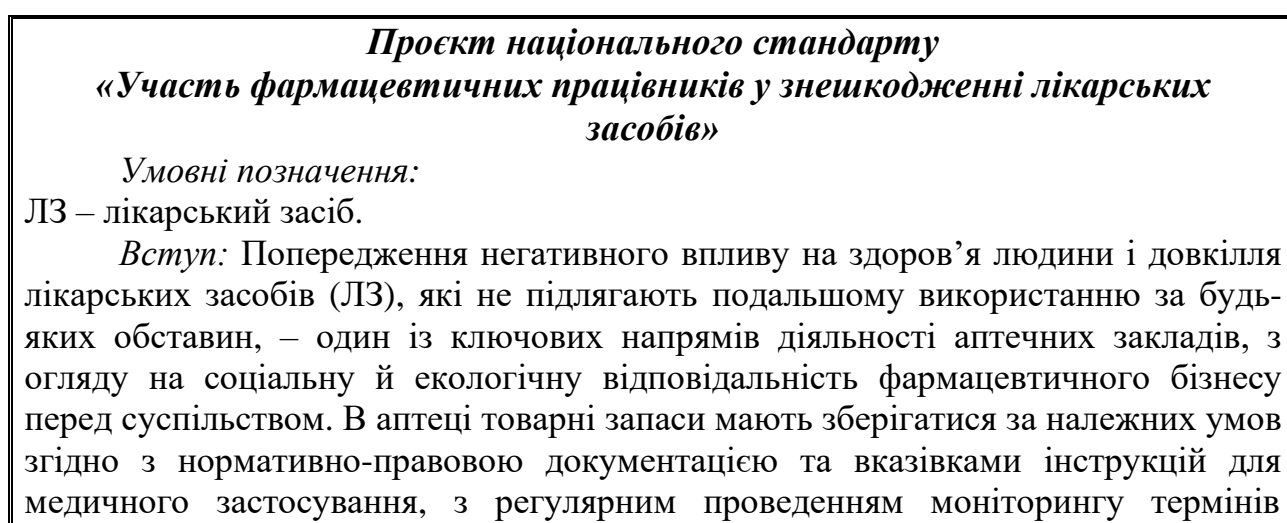 Проєкт національного стандарту
«Участь фармацевтичних працівників у знешкодженні лікарських
засобів»
Умовні позначення:
ЛЗ – лікарський засіб.
Вступ: Попередження негативного впливу на здоров’я людини і довкілля
лікарських засобів (ЛЗ), які не підлягають подальшому використанню за будь-
яких обставин, – один із ключових напрямів діяльності аптечних закладів, з
огляду на соціальну й екологічну відповідальність фармацевтичного бізнесу
перед суспільством. В аптеці товарні запаси мають зберігатися за належних умов
згідно з нормативно-правовою документацією та вказівками інструкцій для
медичного застосування, з регулярним проведенням моніторингу термінів